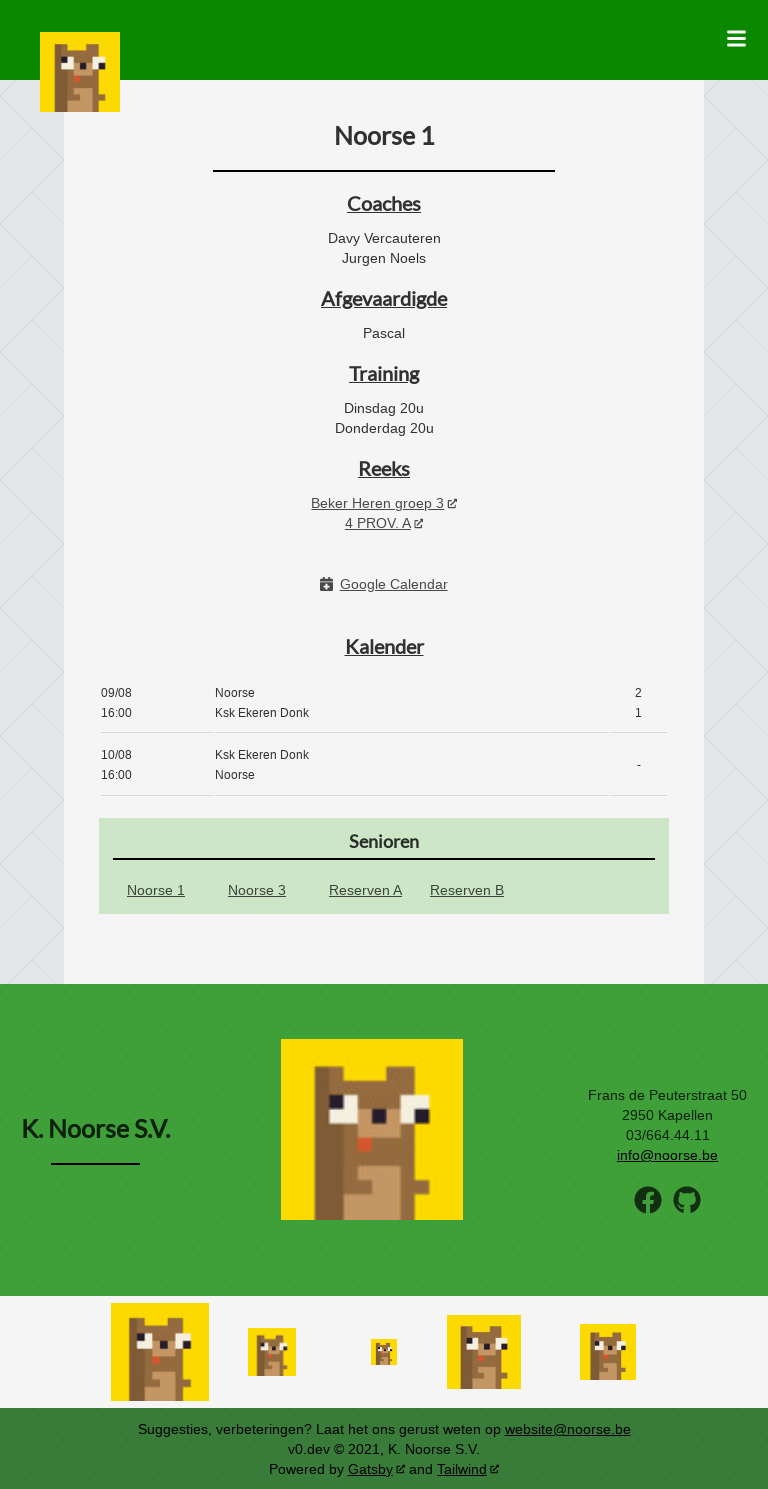 Noorse 1
Coaches
Davy Vercauteren
Jurgen Noels
Afgevaardigde
Pascal
Training
Dinsdag 20u
Donderdag 20u
Reeks
Beker Heren groep 3
4 PROV. A
Google Calendar
Kalender
09/08 Noorse 2
16:00 Ksk Ekeren Donk 1
10/08 Ksk Ekeren Donk
-
16:00 Noorse
Senioren
Noorse 1 Noorse 3 Reserven A Reserven B
K. Noorse S.V.
Frans de Peuterstraat 50
2950 Kapellen
03/664.44.11
info@noorse.be
Suggesties, verbeteringen? Laat het ons gerust weten op website@noorse.be
v0.dev © 2021, K. Noorse S.V.
Powered by Gatsby and Tailwind